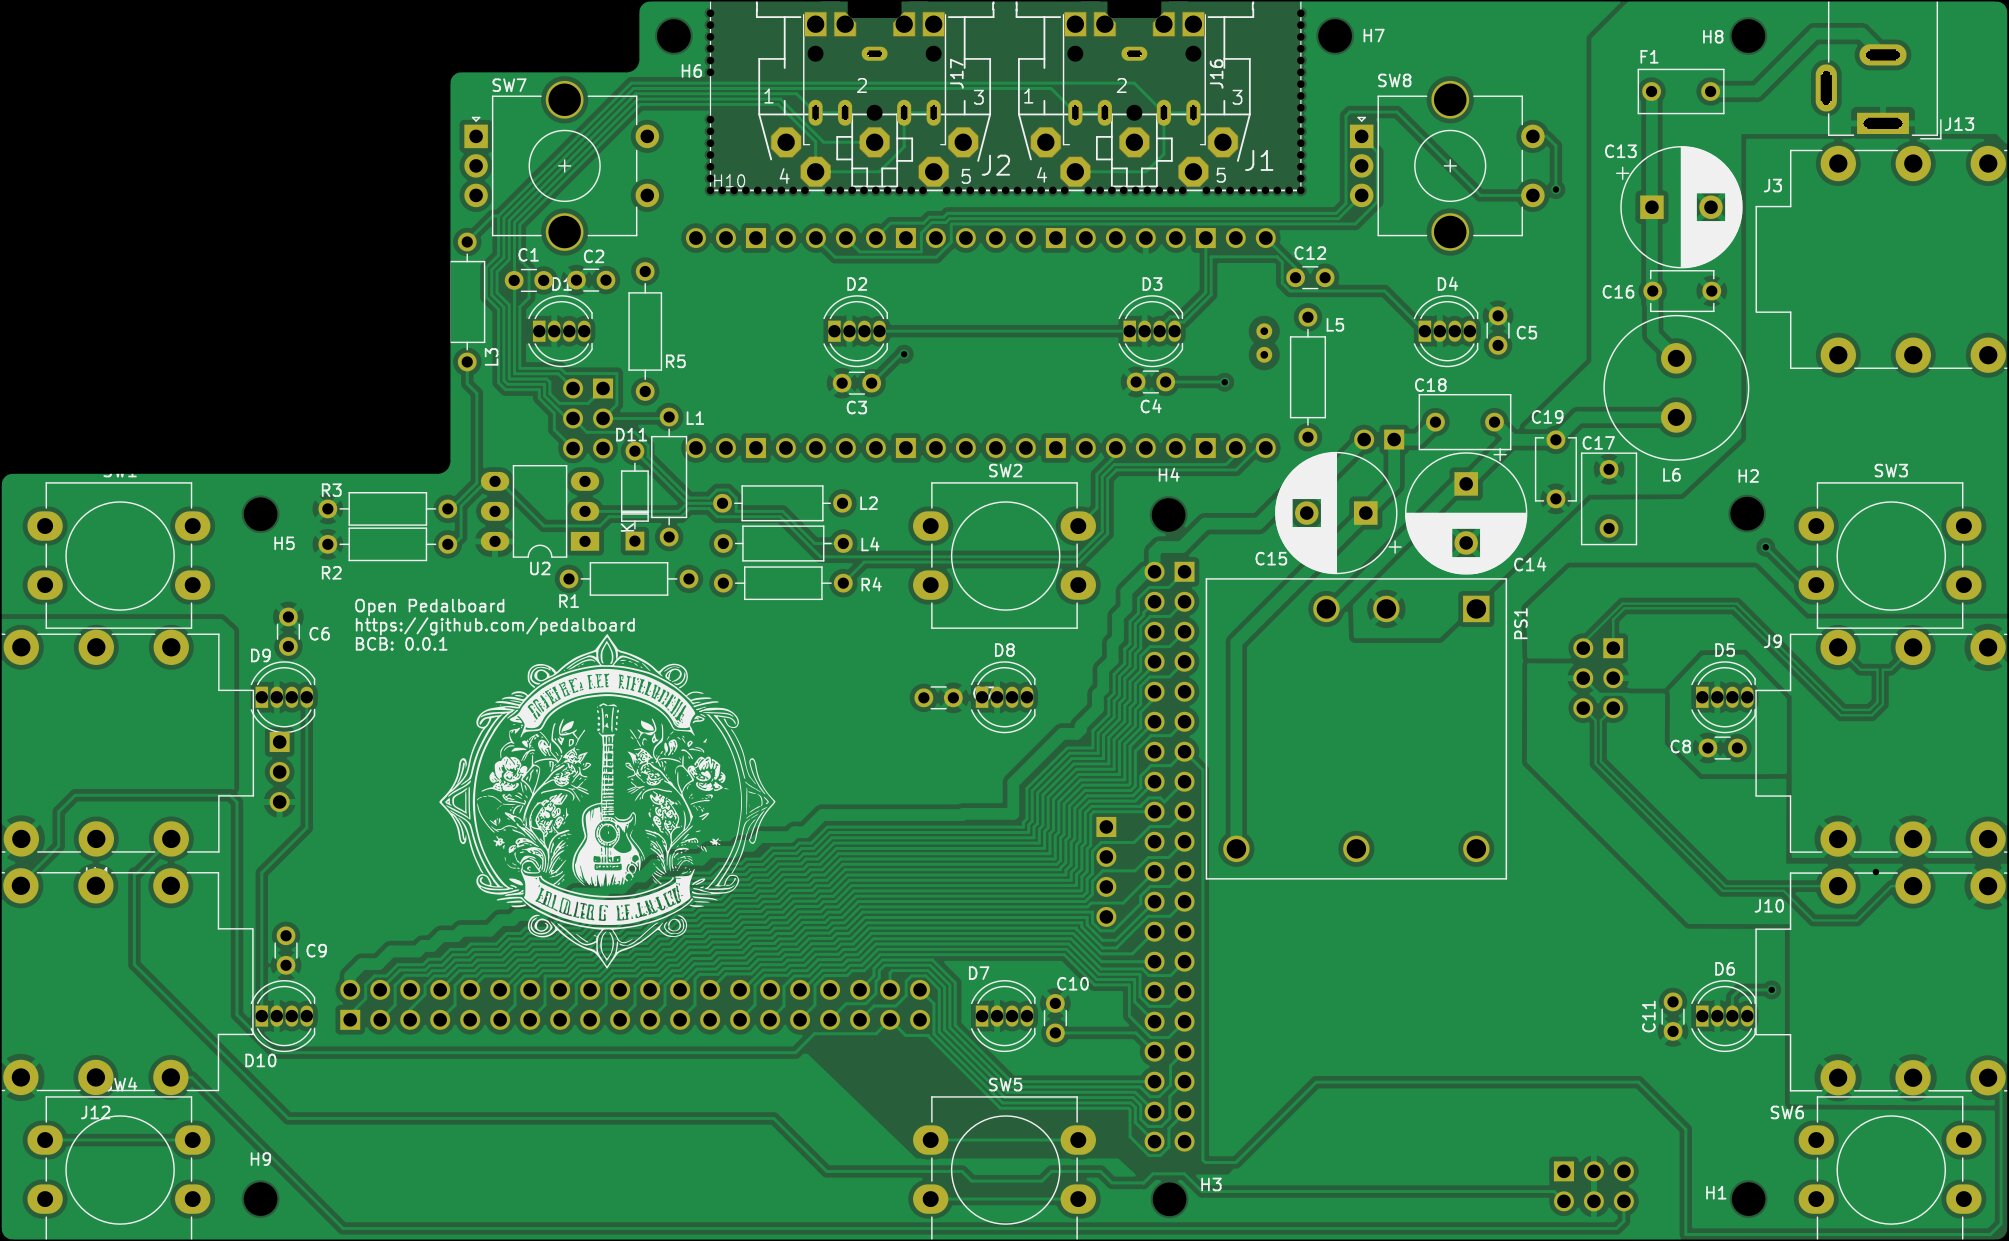 H6
H7
H8
F1
SW7
SW8
J17
J16
1
2
3
1
2
3
J13
C13
+
J3
H10
4
5
J2
4
5
J1
C1
C2
C12
D1
D2
D3
D4
C16
L3
R5
L5
C5
C3
C4
C18
L1
D11
C19
+
C17
L6
H2
SW2
H4
SW3
R3
L2
H5
K
L4
+
R2
U2
C15
C14
R1
R4
Open Pedalboard
https://github.com/pedalboard
BCB: 0.0.1
PS1
C6
D9
D8
D5
J9
C8
J10
C9
D7
C10
D6
C11
D10
SW5
J12
SW6
H9
H3
H1